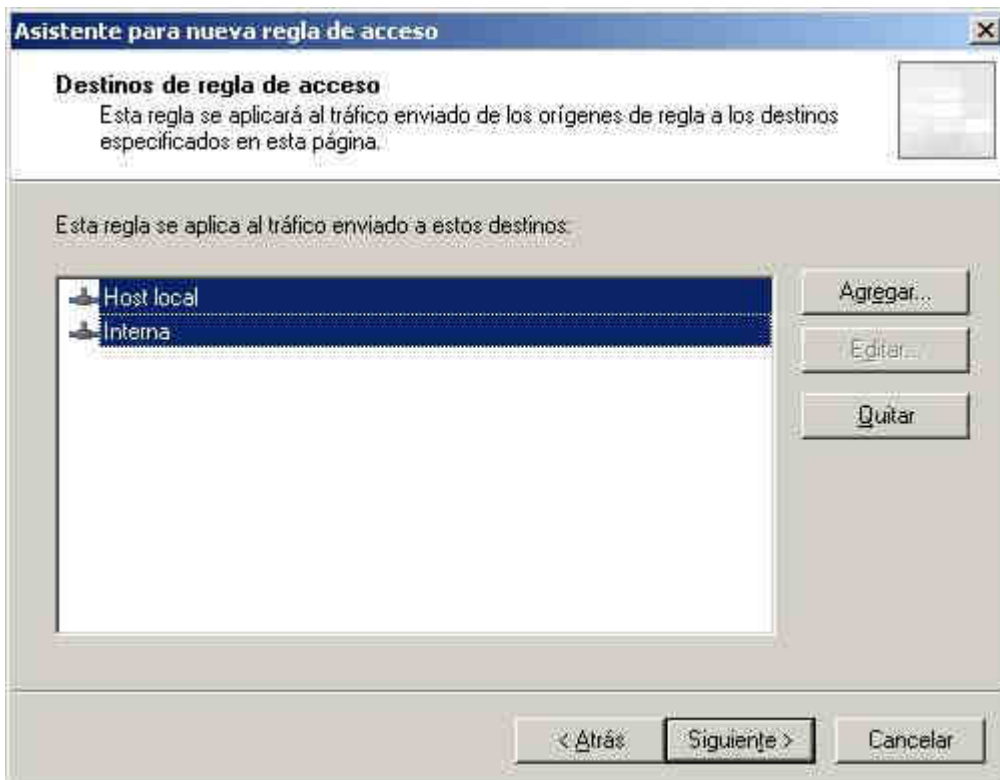 Asistente para nueva regla de acceso
Destinos de regla de acceso
Esta regla se aplicará al tráfico enviado de los orígenes de regla a los destinos
especificados en esta página.
Esta regla se aplica al tráfico enviado a estos destinos:
Host local
Interna
Agregar...
Editar...
Quitar
< Atrás
Siguiente >
Cancelar